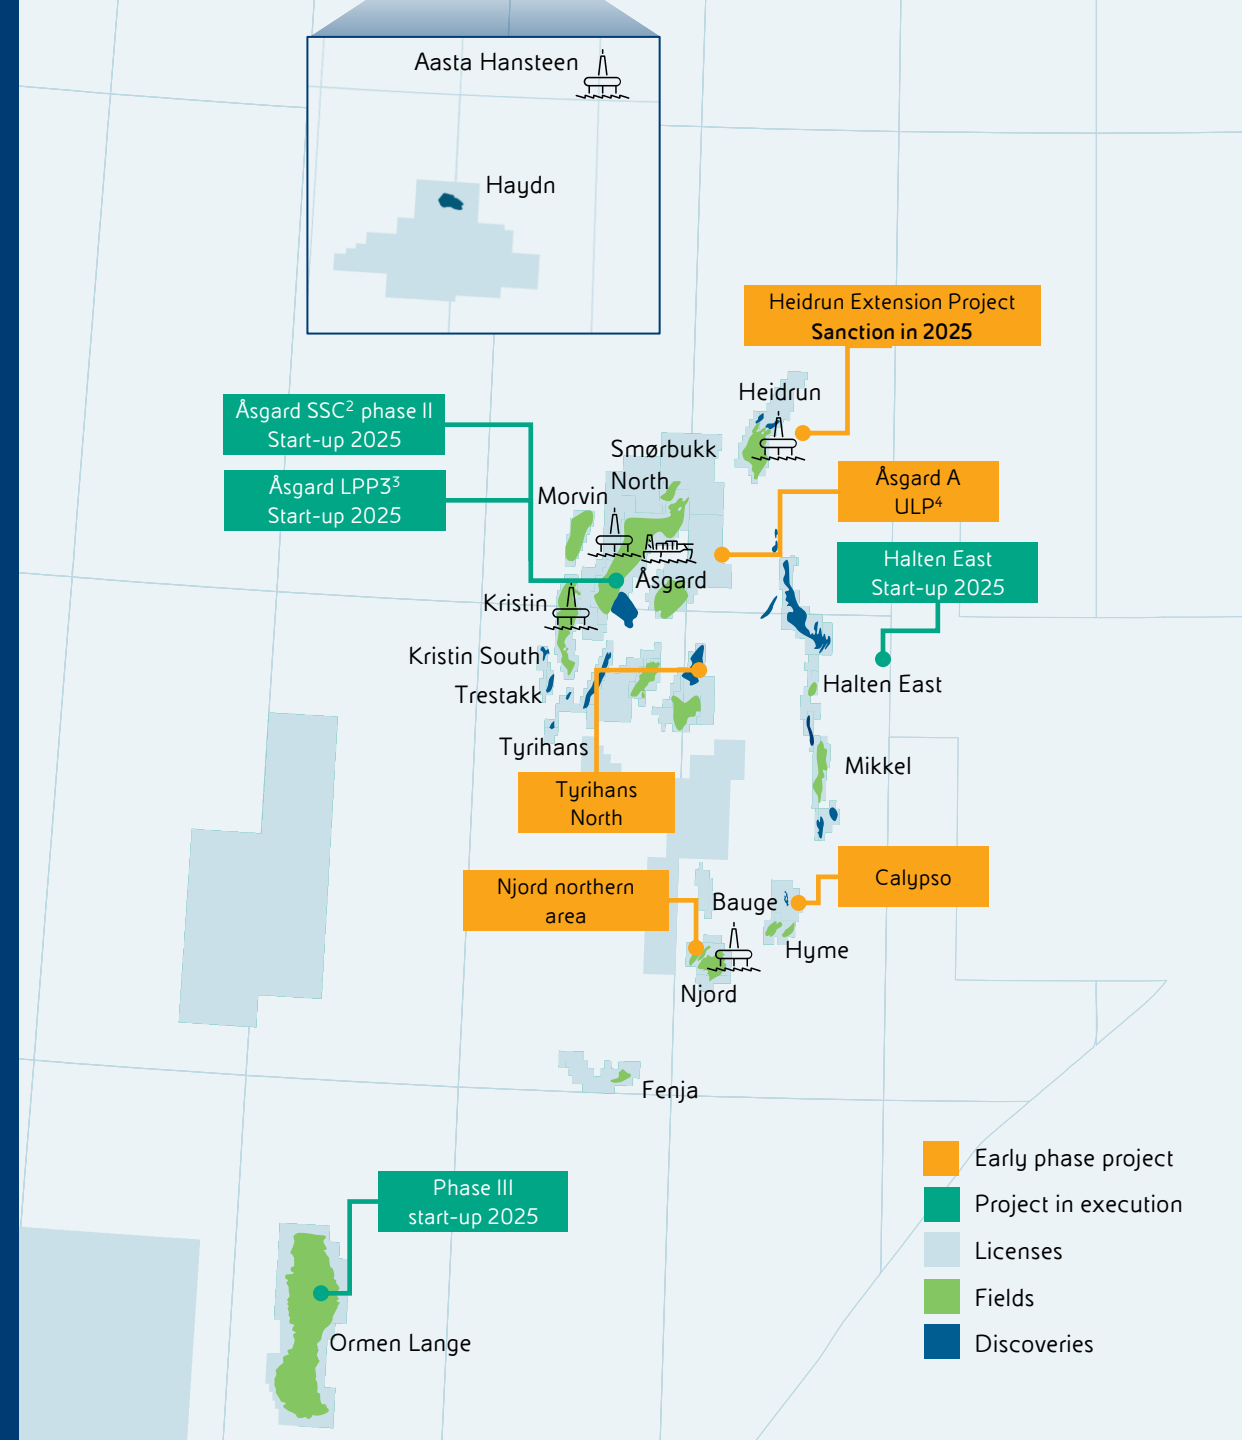 Aasta Hansteen
Haydn
Heidrun Extension Project
Sanction in 2025
Heidrun
Åsgard SSC² phase II
Start-up 2025
Smørbukk
North
Åsgard A
ULP⁴
Åsgard LPP3³
Start-up 2025
Morvin
Halten East
Start-up 2025
Åsgard
Kristin
Kristin South
Halten East
Trestakk
Tyrihans
Mikkel
Tyrihans
North
Njord northern
area
Calypso
Bauge
Hyme
Njord
Fenja
Phase III
start-up 2025
Ormen Lange
Early phase project
Project in execution
Licenses
Fields
Discoveries